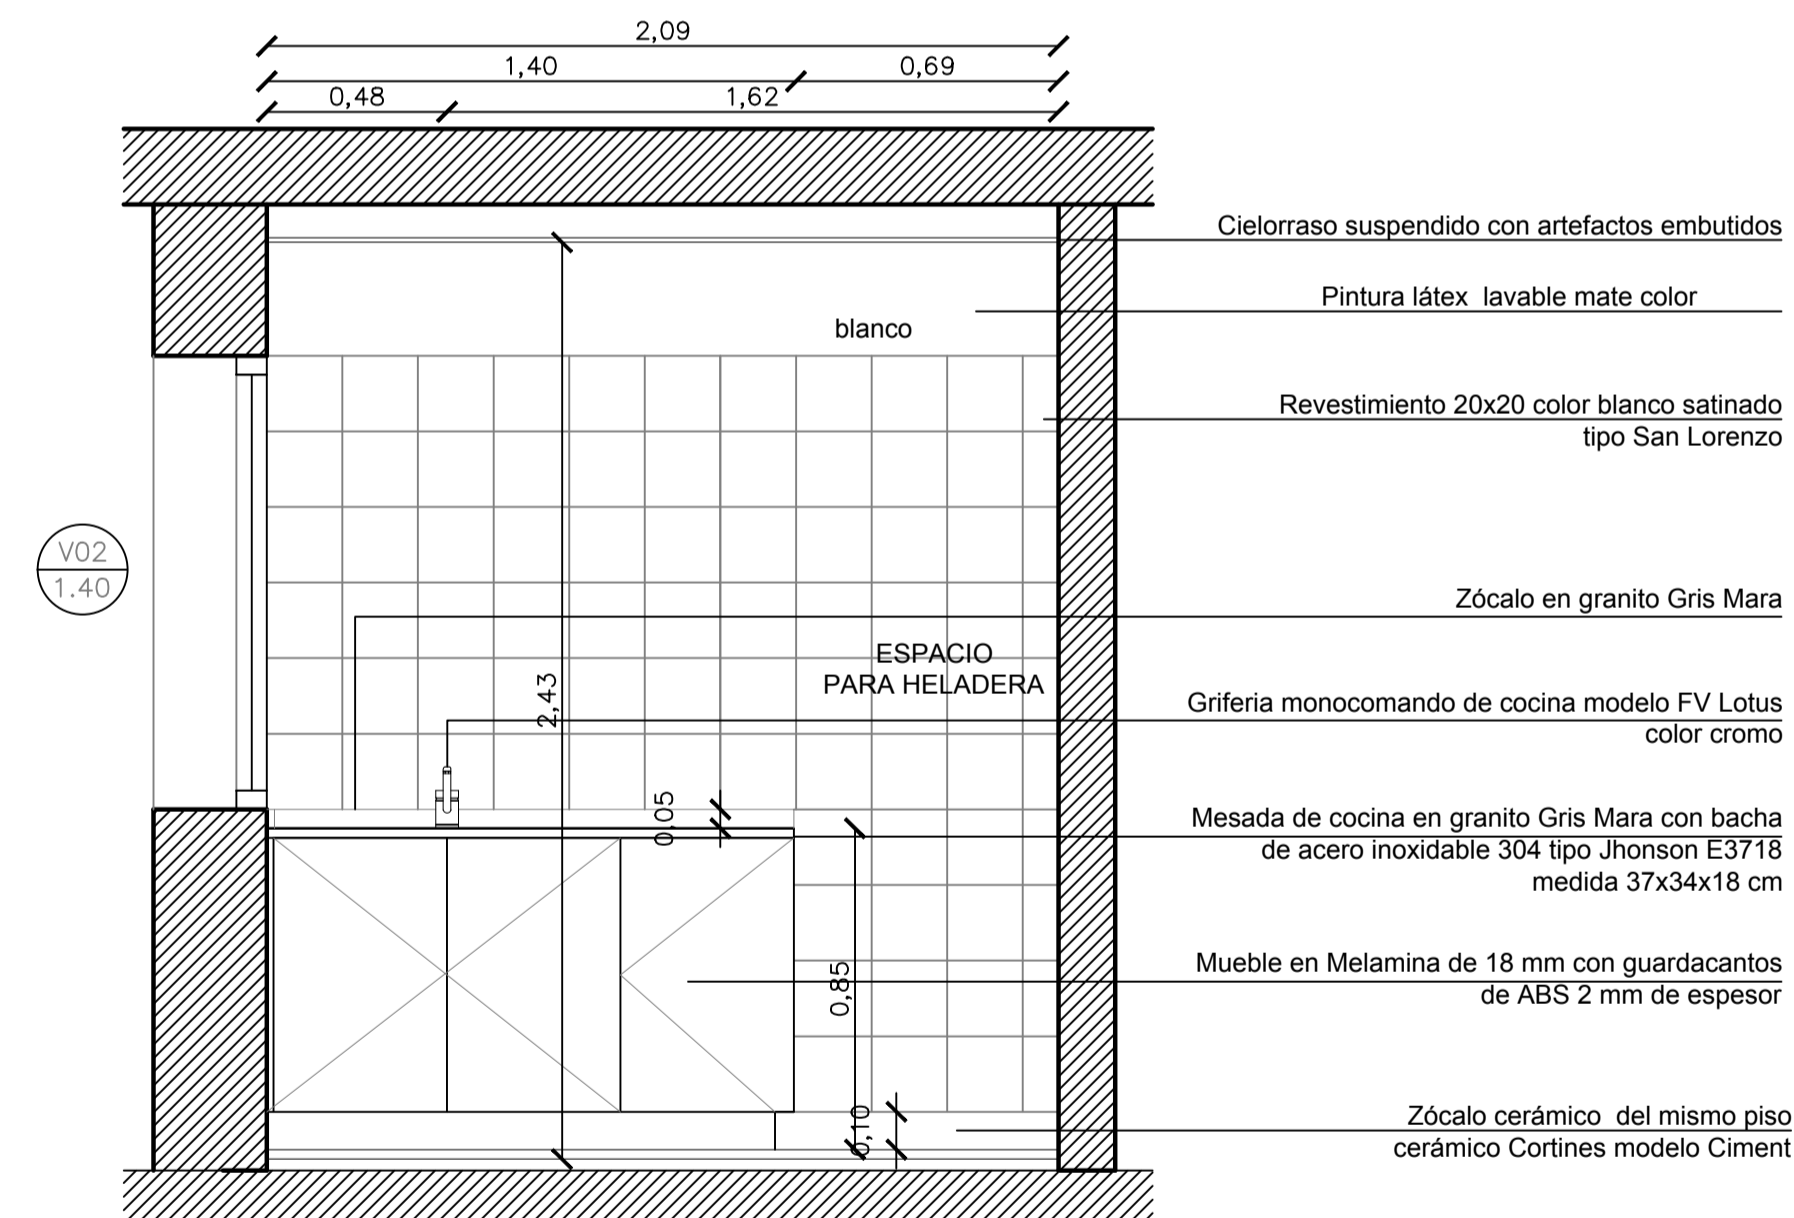 2,09
1,40
0,69
0,48
1,62
Cielorraso suspendido con artefactos embutidos
Pintura látex  lavable mate color
blanco
Revestimiento 20x20 color blanco satinado
tipo San Lorenzo
V02
1.40
Zócalo en granito Gris Mara
ESPACIO
PARA HELADERA
2,43
Griferia monocomando de cocina modelo FV Lotus
color cromo
0,05
Mesada de cocina en granito Gris Mara con bacha
de acero inoxidable 304 tipo Jhonson E3718
medida 37x34x18 cm
0,85
Mueble en Melamina de 18 mm con guardacantos
de ABS 2 mm de espesor
0,10
Zócalo cerámico  del mismo piso
cerámico Cortines modelo Ciment